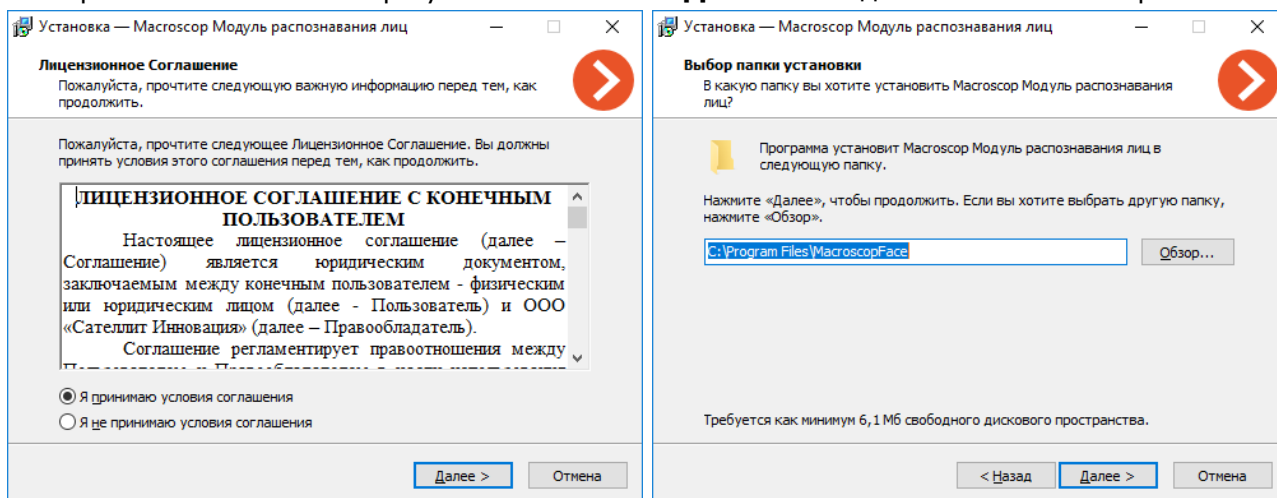 Установка — Macroscop Модуль распознавания лиц
Лицензионное Соглашение
Пожалуйста, прочтите следующую важную информацию перед тем, как
продолжить.
Пожалуйста, прочтите следующее Лицензионное Соглашение. Вы должны
принять условия этого соглашения перед тем, как продолжить.
ЛИЦЕНЗИОННОЕ СОГЛАШЕНИЕ С КОНЕЧНЫМ
ПОЛЬЗОВАТЕЛЕМ
Настоящее лицензионное соглашение (далее –
Соглашение) является юридическим документом,
заключаемым между конечным пользователем - физическим
или юридическим лицом (далее - Пользователь) и ООО
«Сателлит Инновация» (далее – Правообладатель).
Соглашение регламентирует правоотношения между
Я принимаю условия соглашения
Я не принимаю условия соглашения
Далее >
Отмена
Установка — Macroscop Модуль распознавания лиц
Выбор папки установки
В какую папку вы хотите установить Macroscop Модуль распознавания
лиц?
Программа установит Macroscop Модуль распознавания лиц в
следующую папку.
Нажмите «Далее», чтобы продолжить. Если вы хотите выбрать другую папку,
нажмите «Обзор».
C:\Program Files\MacroscopFace
Обзор...
Требуется как минимум 6,1 Мб свободного дискового пространства.
< Назад
Далее >
Отмена